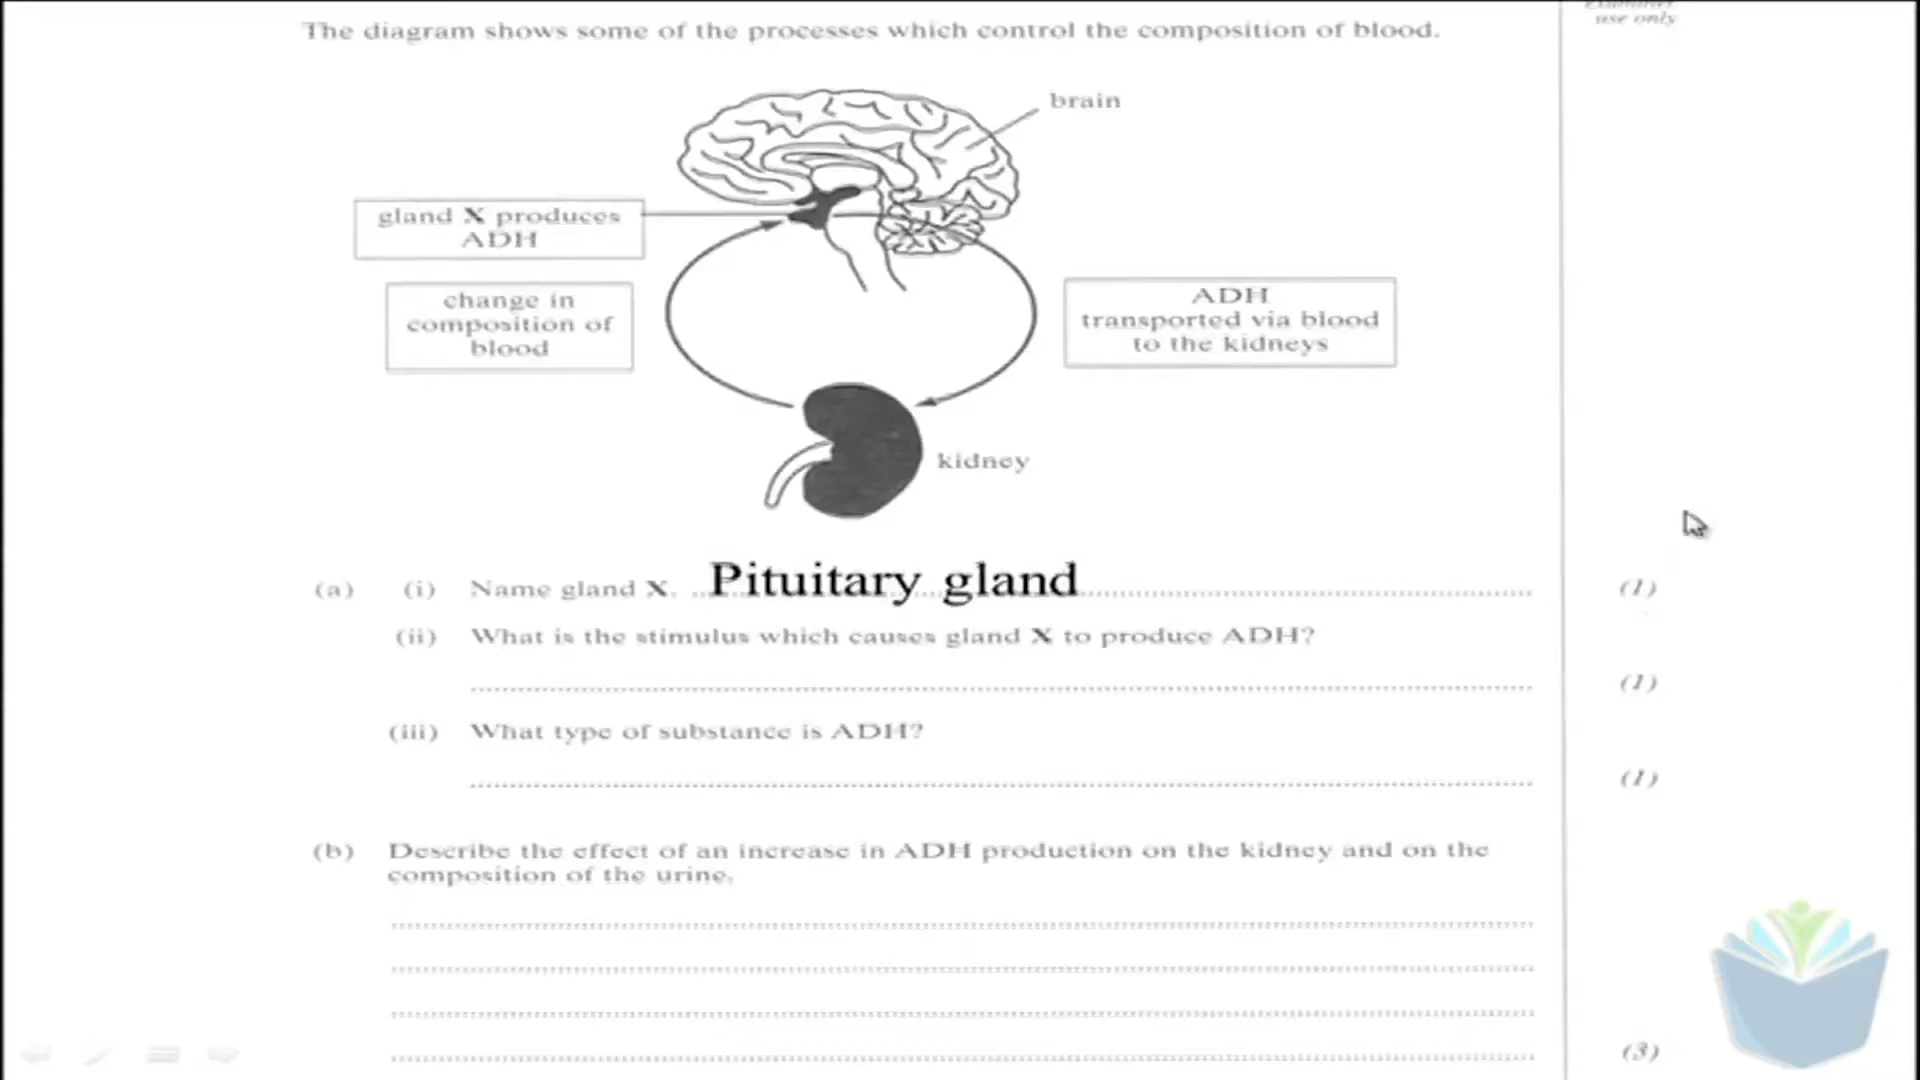 use only
The diagram shows some of the processes which control the composition of blood.
brain
gland X produces
ADH
change in
composition of
blood
ADH
transported via blood
to the kidneys
kidney
(a) (i) Name gland X. Pituitary gland (1)
(ii) What is the stimulus which causes gland X to produce ADH?
(1)
(iii) What type of substance is ADH?
(1)
(b) Describe the effect of an increase in ADH production on the kidney and on the
composition of the urine.
(3)